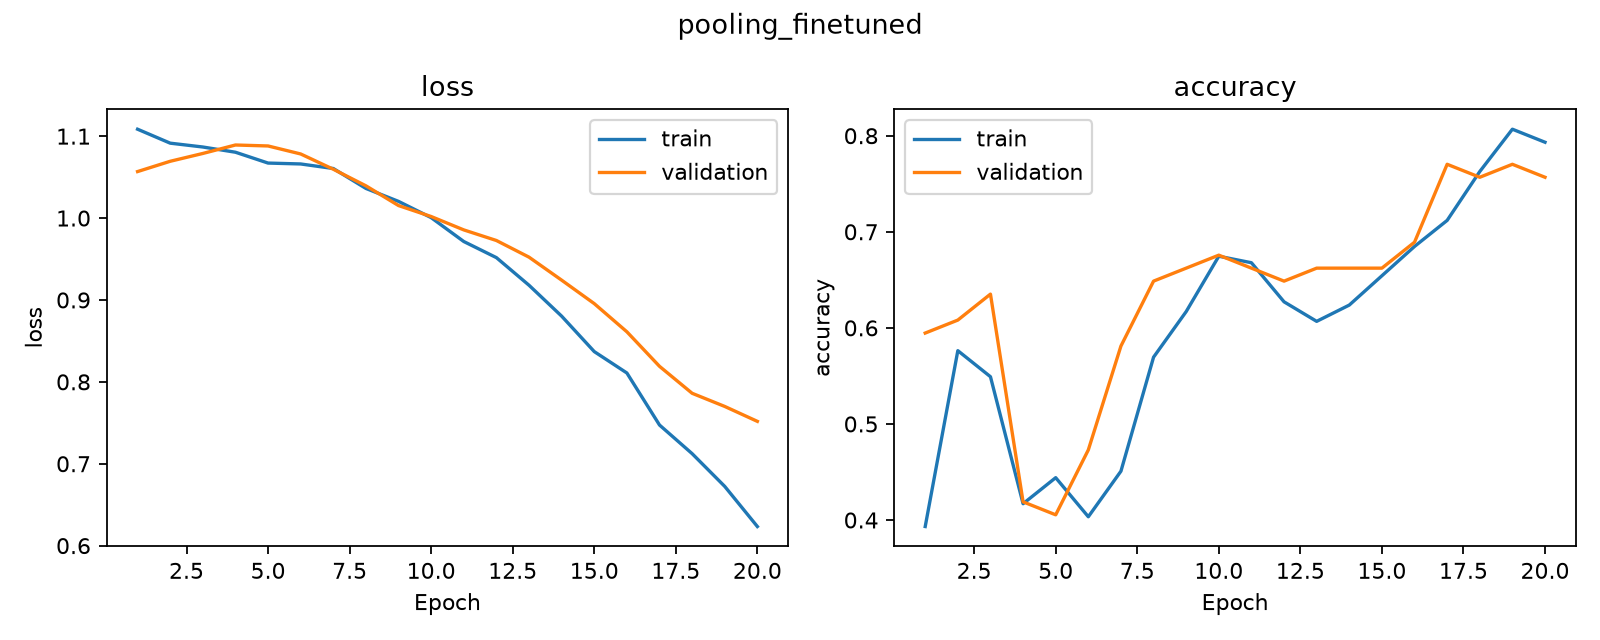 pooling_finetuned
loss
1.1
1.0
0.9
0.8
0.7
0.6
loss
train
validation
2.5 5.0 7.5 10.0 12.5 15.0 17.5 20.0
Epoch
accuracy
0.8
0.7
0.6
0.5
0.4
accuracy
train
validation
2.5 5.0 7.5 10.0 12.5 15.0 17.5 20.0
Epoch